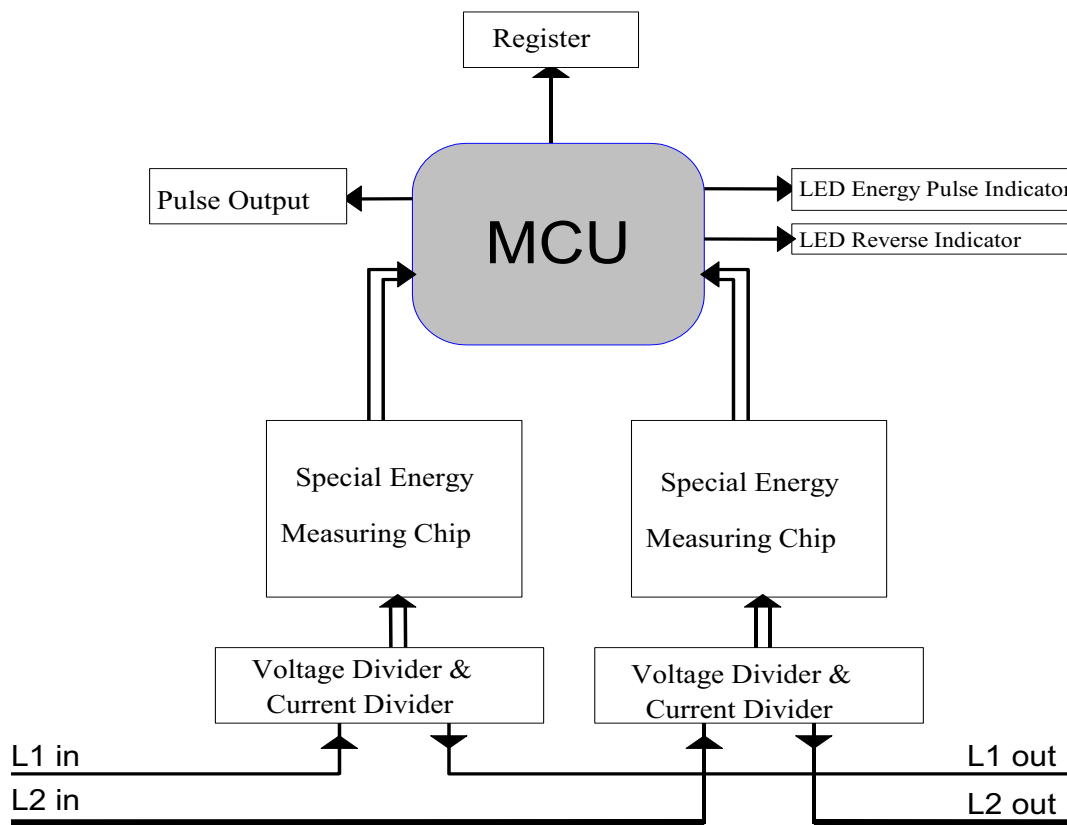 Register
Pulse Output
LED Energy Pulse Indicator
LED Reverse Indicator
MCU
Special Energy
Measuring Chip
Special Energy
Measuring Chip
Voltage Divider &
Current Divider
Voltage Divider &
Current Divider
L1 in
L1 out
L2 in
L2 out